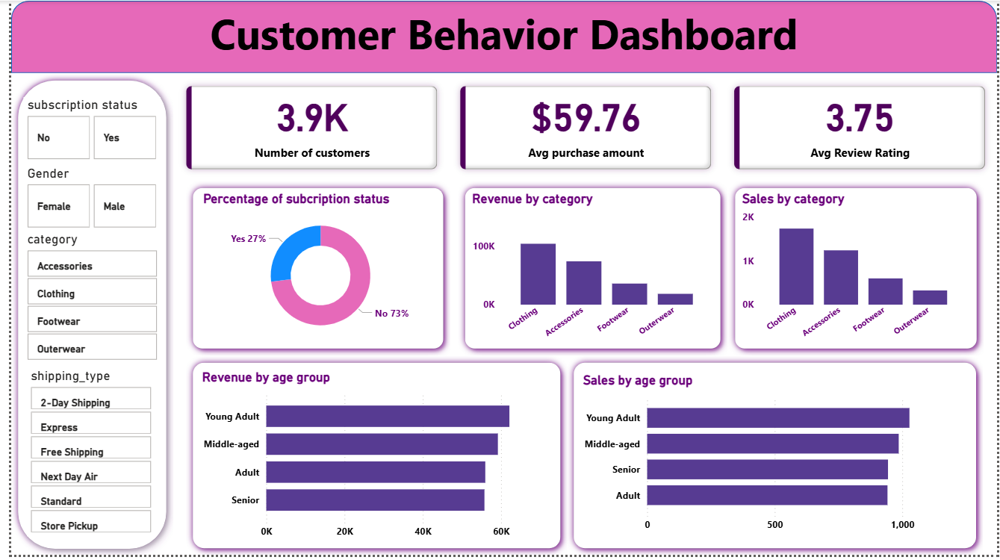 Customer Behavior Dashboard
subscription status
No
Yes
Gender
Female
Male
category
Accessories
Clothing
Footwear
Outerwear
shipping_type
2-Day Shipping
Express
Free Shipping
Next Day Air
Standard
Store Pickup
3.9K
Number of customers
$59.76
Avg purchase amount
3.75
Avg Review Rating
Percentage of subcription status
Yes 27%
No 73%
Revenue by category
100K
0K
Clothing
Accessories
Footwear
Outerwear
Sales by category
2K
1K
0K
Clothing
Accessories
Footwear
Outerwear
Revenue by age group
Young Adult
Middle-aged
Adult
Senior
0K
20K
40K
60K
Sales by age group
Young Adult
Middle-aged
Senior
Adult
0
500
1,000